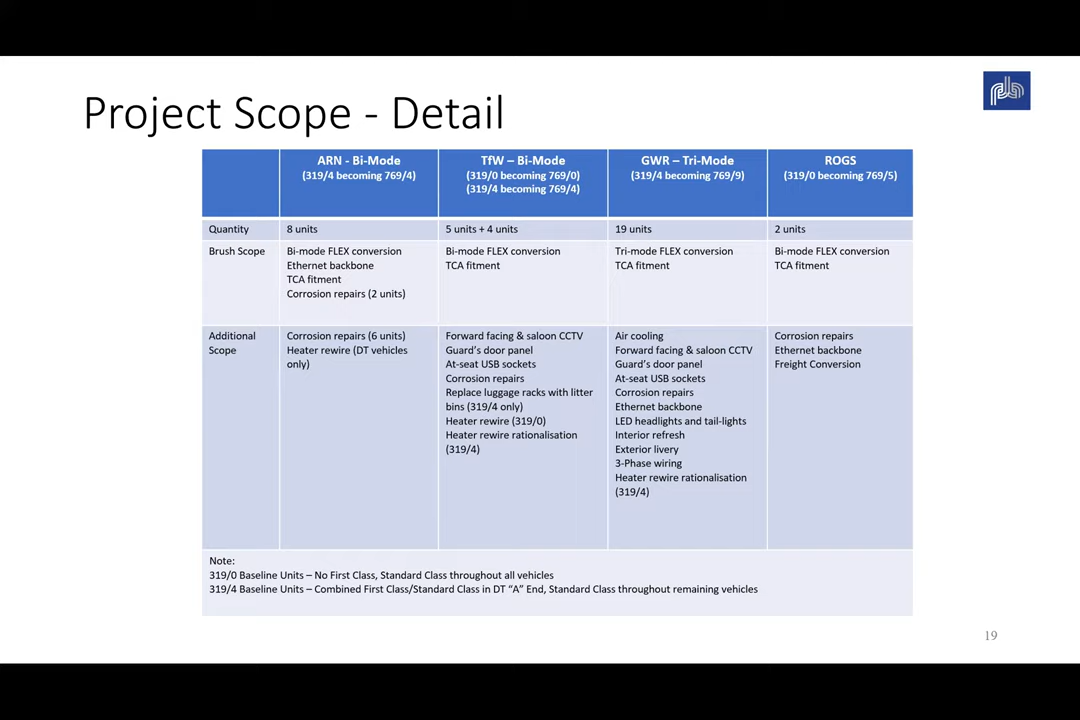 Project Scope - Detail
ARN - Bi-Mode
(319/4 becoming 769/4)
TfW – Bi-Mode
(319/0 becoming 769/0)
(319/4 becoming 769/4)
GWR – Tri-Mode
(319/4 becoming 769/9)
ROGS
(319/0 becoming 769/5)
Quantity
8 units
5 units + 4 units
19 units
2 units
Brush Scope
Bi-mode FLEX conversion
Ethernet backbone
TCA fitment
Corrosion repairs (2 units)
Bi-mode FLEX conversion
TCA fitment
Tri-mode FLEX conversion
TCA fitment
Bi-mode FLEX conversion
TCA fitment
Additional
Scope
Corrosion repairs (6 units)
Heater rewire (DT vehicles
only)
Forward facing & saloon CCTV
Guard's door panel
At-seat USB sockets
Corrosion repairs
Replace luggage racks with litter
bins (319/4 only)
Heater rewire (319/0)
Heater rewire rationalisation
(319/4)
Air cooling
Forward facing & saloon CCTV
Guard's door panel
At-seat USB sockets
Corrosion repairs
Ethernet backbone
LED headlights and tail-lights
Interior refresh
Exterior livery
3-Phase wiring
Heater rewire rationalisation
(319/4)
Corrosion repairs
Ethernet backbone
Freight Conversion
Note:
319/0 Baseline Units – No First Class, Standard Class throughout all vehicles
319/4 Baseline Units – Combined First Class/Standard Class in DT “A” End, Standard Class throughout remaining vehicles
19